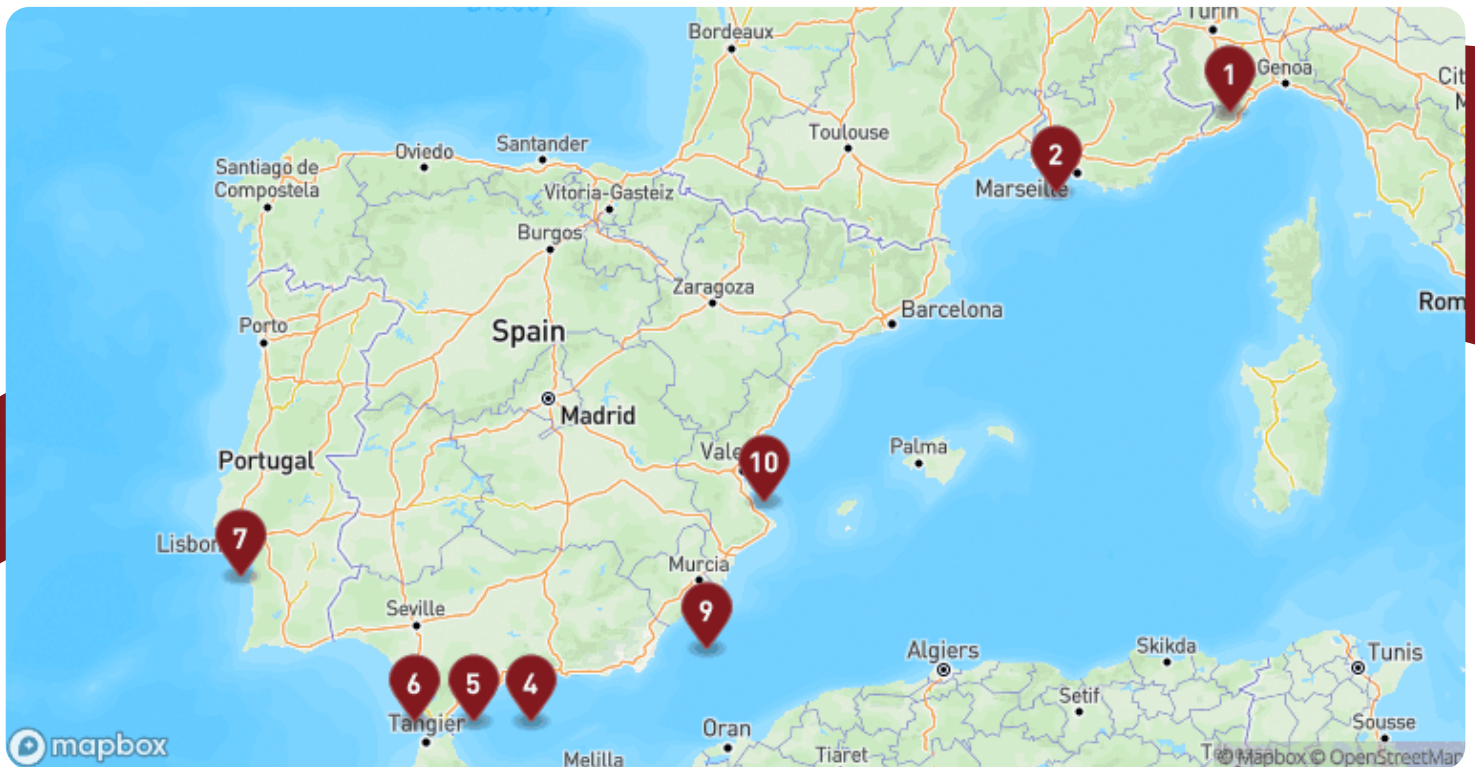 Turin
Bordeaux
1
Genoa
Toulouse
2
Marseille
Santander
Oviedo
Santiago de
Compostela
Vitoria-Gasteiz
Burgos
Zaragoza
Barcelona
Rom
Porto
Spain
Madrid
Portugal
Palma
10
7
Murcia
9
Seville
Algiers
Skikda
Tunis
6
5
4
Tangier
Setif
Sousse
Oran
Melilla
Tiaret
mapbox
© Mapbox © OpenStreetMap